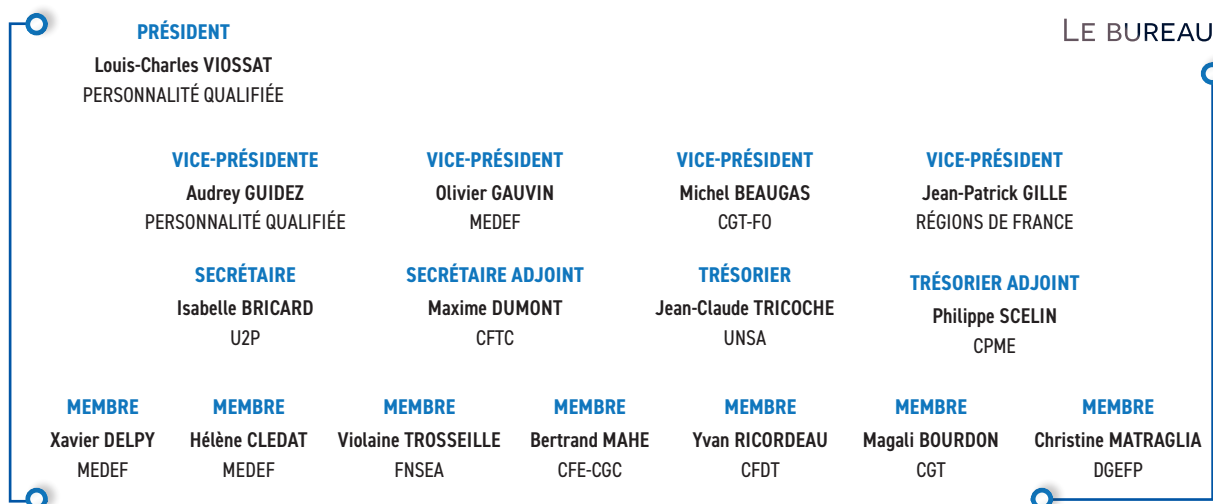 LE BUREAU
PRÉSIDENT
Louis-Charles VIOSSAT
PERSONNALITÉ QUALIFIÉE
VICE-PRÉSIDENTE
Audrey GUIDEZ
PERSONNALITÉ QUALIFIÉE
VICE-PRÉSIDENT
Olivier GAUVIN
MEDEF
VICE-PRÉSIDENT
Michel BEAUGAS
CGT-FO
VICE-PRÉSIDENT
Jean-Patrick GILLE
RÉGIONS DE FRANCE
SECRÉTAIRE
Isabelle BRICARD
U2P
SECRÉTAIRE ADJOINT
Maxime DUMONT
CFTC
TRÉSORIER
Jean-Claude TRICOCHE
UNSA
TRÉSORIER ADJOINT
Philippe SCELIN
CPME
MEMBRE
Xavier DELPY
MEDEF
MEMBRE
Hélène CLEDAT
MEDEF
MEMBRE
Violaine TROSSEILLE
FNSEA
MEMBRE
Bertrand MAHE
CFE-CGC
MEMBRE
Yvan RICORDEAU
CFDT
MEMBRE
Magali BOURDON
CGT
MEMBRE
Christine MATRAGLIA
DGEFP